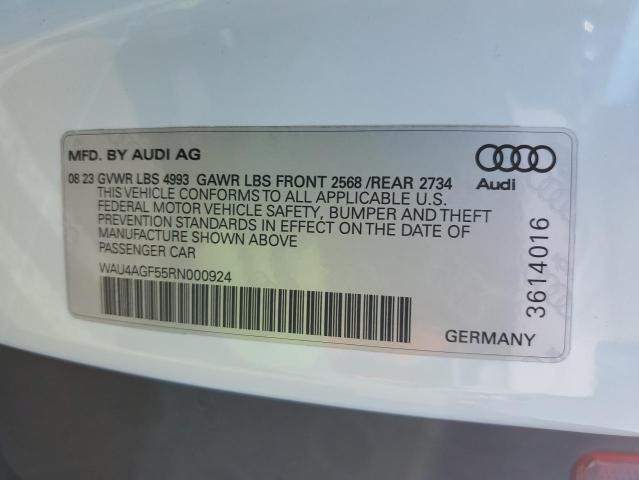 MFD. BY AUDI AG
08 23 GVWR LBS 4993 GAWR LBS FRONT 2568 /REAR 2734
THIS VEHICLE CONFORMS TO ALL APPLICABLE U.S.
FEDERAL MOTOR VEHICLE SAFETY, BUMPER AND THEFT
PREVENTION STANDARDS IN EFFECT ON THE DATE OF
MANUFACTURE SHOWN ABOVE
PASSENGER CAR
WAU4AGF55RN000924
GERMANY
Audi
3614016